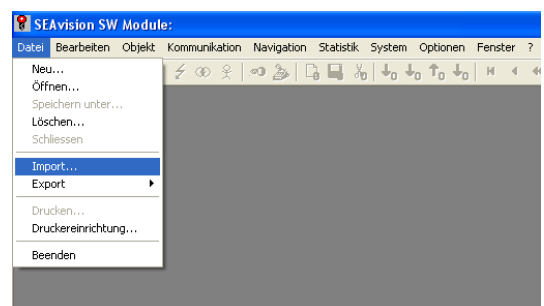 SEAvision SW Module:
Datei Bearbeiten Objekt Kommunikation Navigation Statistik System Optionen Fenster ?
Neu...
Öffnen...
Speichern unter...
Löschen...
Schliessen
Import...
Export
Drucken...
Druckereinrichtung...
Beenden